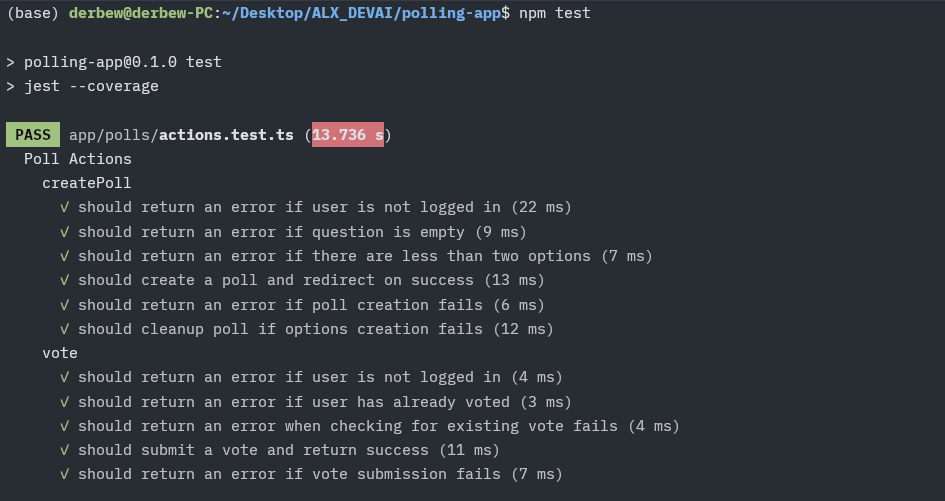 (base) derbew@derbew-PC:~/Desktop/ALX_DEVAI/polling-app$ npm test
> polling-app@0.1.0 test
> jest --coverage
PASS app/polls/actions.test.ts (13.736 s)
Poll Actions
createPoll
√ should return an error if user is not logged in (22 ms)
√ should return an error if question is empty (9 ms)
√ should return an error if there are less than two options (7 ms)
√ should create a poll and redirect on success (13 ms)
√ should return an error if poll creation fails (6 ms)
√ should cleanup poll if options creation fails (12 ms)
vote
√ should return an error if user is not logged in (4 ms)
√ should return an error if user has already voted (3 ms)
√ should return an error when checking for existing vote fails (4 ms)
√ should submit a vote and return success (11 ms)
√ should return an error if vote submission fails (7 ms)